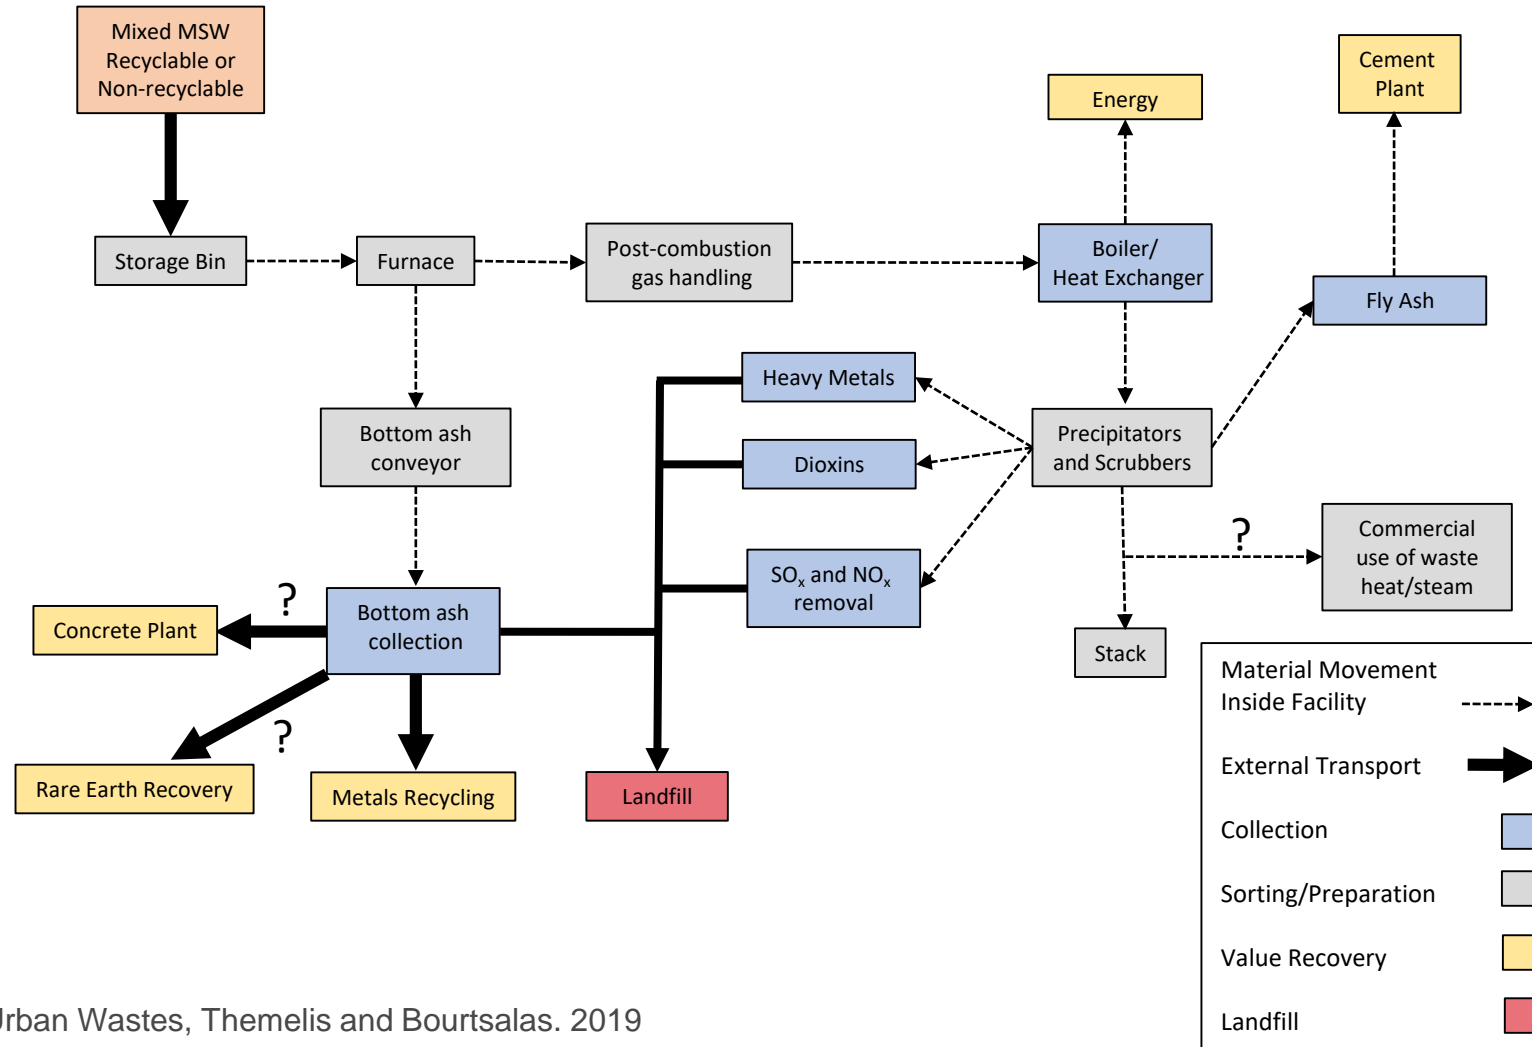 Mixed MSW
Recyclable or
Non-recyclable
Energy
Cement
Plant
Storage Bin
Furnace
Post-combustion
gas handling
Boiler/
Heat Exchanger
Fly Ash
Heavy Metals
Bottom ash
conveyor
Dioxins
Precipitators
and Scrubbers
?
Commercial
use of waste
heat/steam
SOx and NOx
removal
?
Concrete Plant
Bottom ash
collection
Stack
?
Rare Earth Recovery
Metals Recycling
Landfill
Material Movement
Inside Facility
External Transport
Collection
Sorting/Preparation
Value Recovery
Landfill
Urban Wastes, Themelis and Bourtsalas. 2019